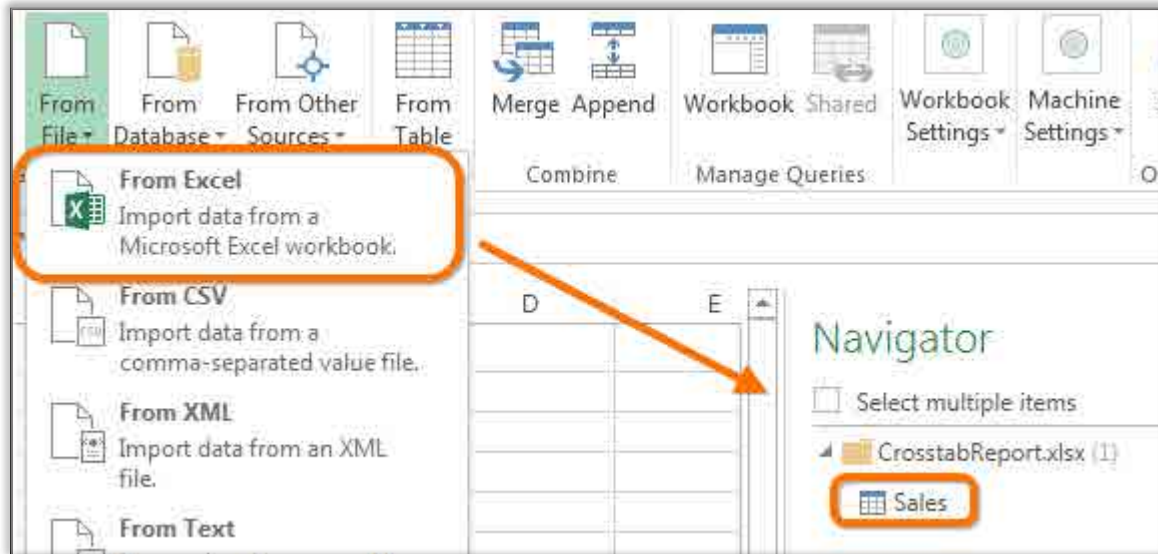 From File
From Database
From Other Sources
From Table
Merge
Append
Workbook
Shared
Workbook Settings
Machine Settings
Combine
Manage Queries
O
From Excel
Import data from a
Microsoft Excel workbook.
From CSV
Import data from a
comma-separated value file.
From XML
Import data from an XML
file.
From Text
D
E
Navigator
Select multiple items
CrosstabReport.xlsx (1)
Sales